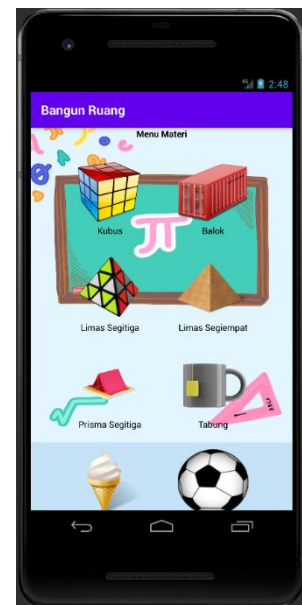 2:48
Bangun Ruang
Menu Materi
Kubus
Balok
Limas Segitiga
Limas Segiempat
Prisma Segitiga
Tabung